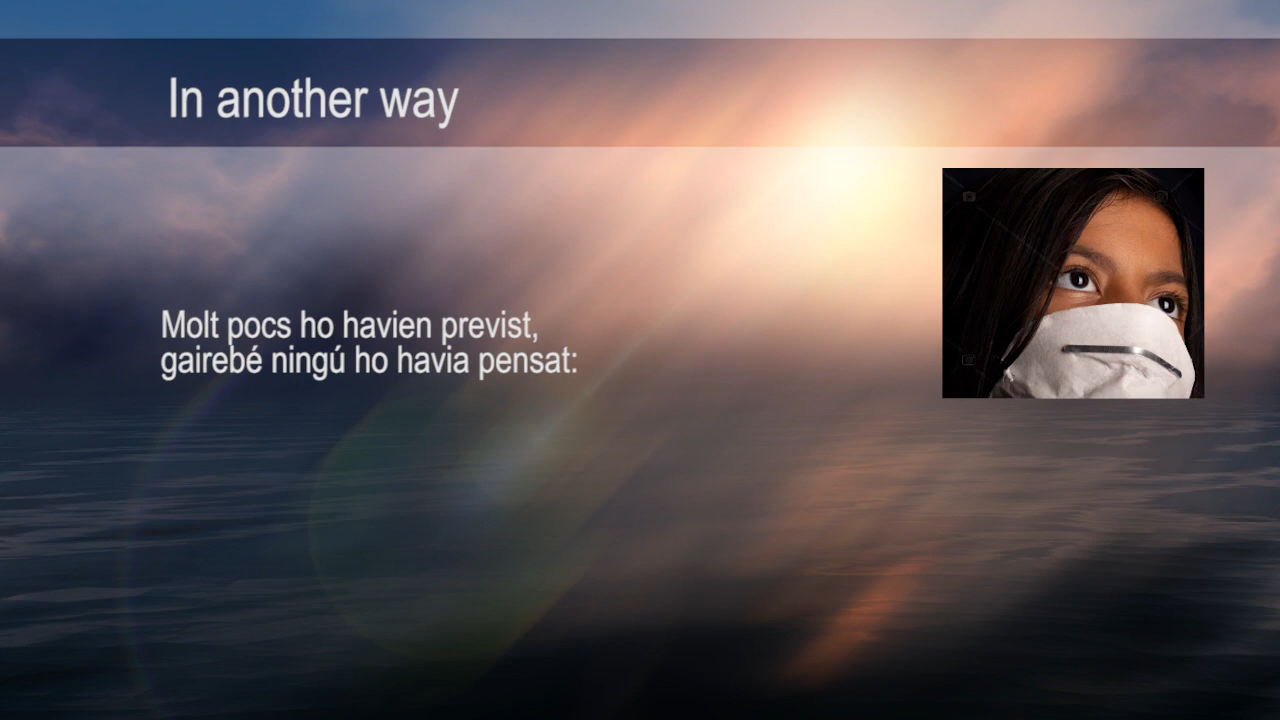 In another way
Molt pocs ho havien previst,
gairebé ningú ho havia pensat: